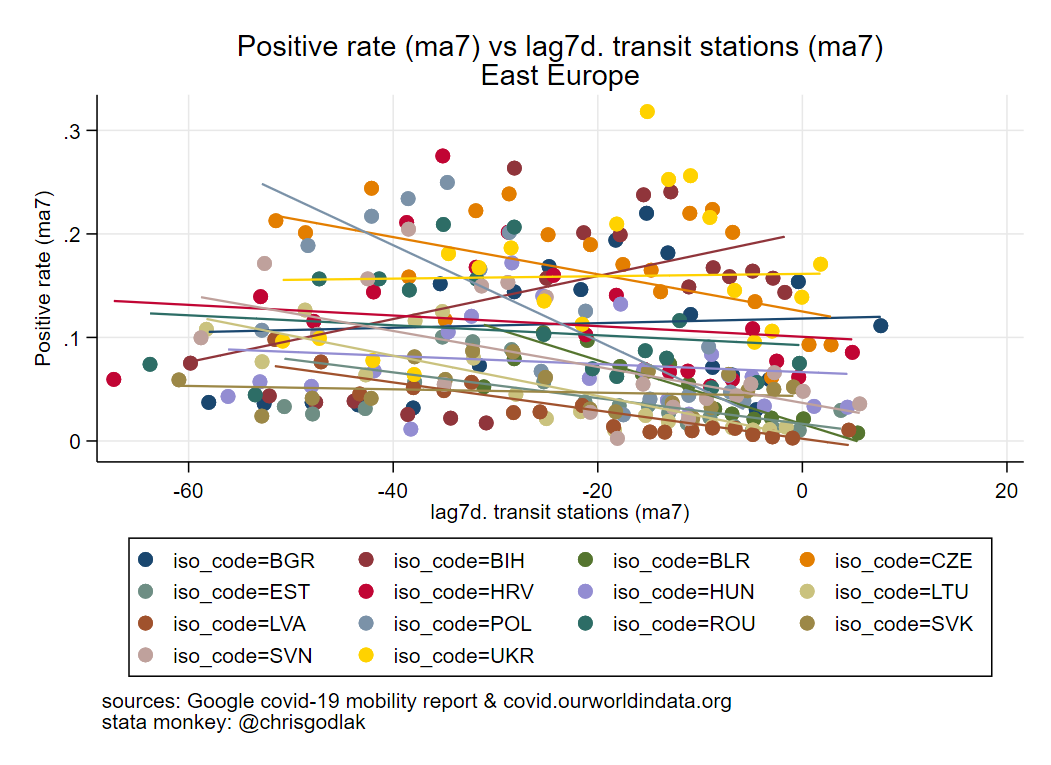 Positive rate (ma7) vs lag7d. transit stations (ma7)
East Europe
Positive rate (ma7)
.3
.2
.1
0
-60 -40 -20 0 20
lag7d. transit stations (ma7)
iso_code=BGR iso_code=BIH iso_code=BLR iso_code=CZE
iso_code=EST iso_code=HRV iso_code=HUN iso_code=LTU
iso_code=LVA iso_code=POL iso_code=ROU iso_code=SVK
iso_code=SVN iso_code=UKR
sources: Google covid-19 mobility report & covid.ourworldindata.org
stata monkey: @chrisgodlak